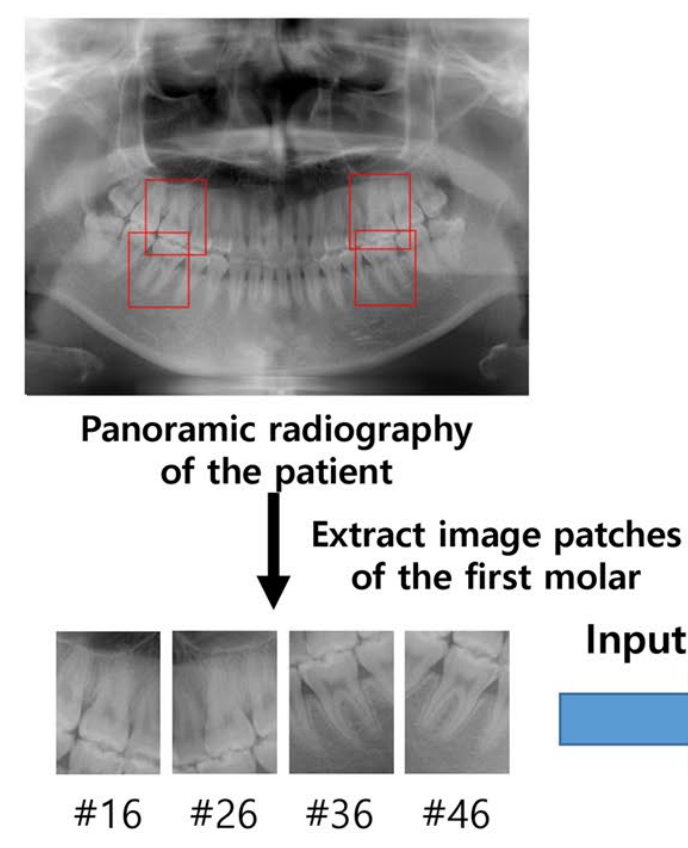 Panoramic radiography
of the patient
Extract image patches
of the first molar
Input
#16 #26 #36 #46